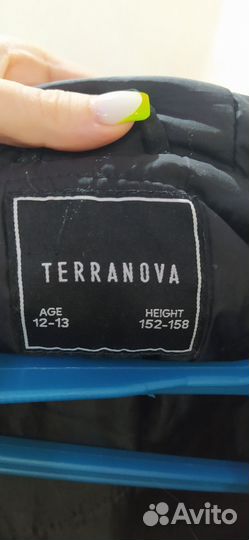 TERRANOVA
AGE HEIGHT
12-13 152-158
Avito